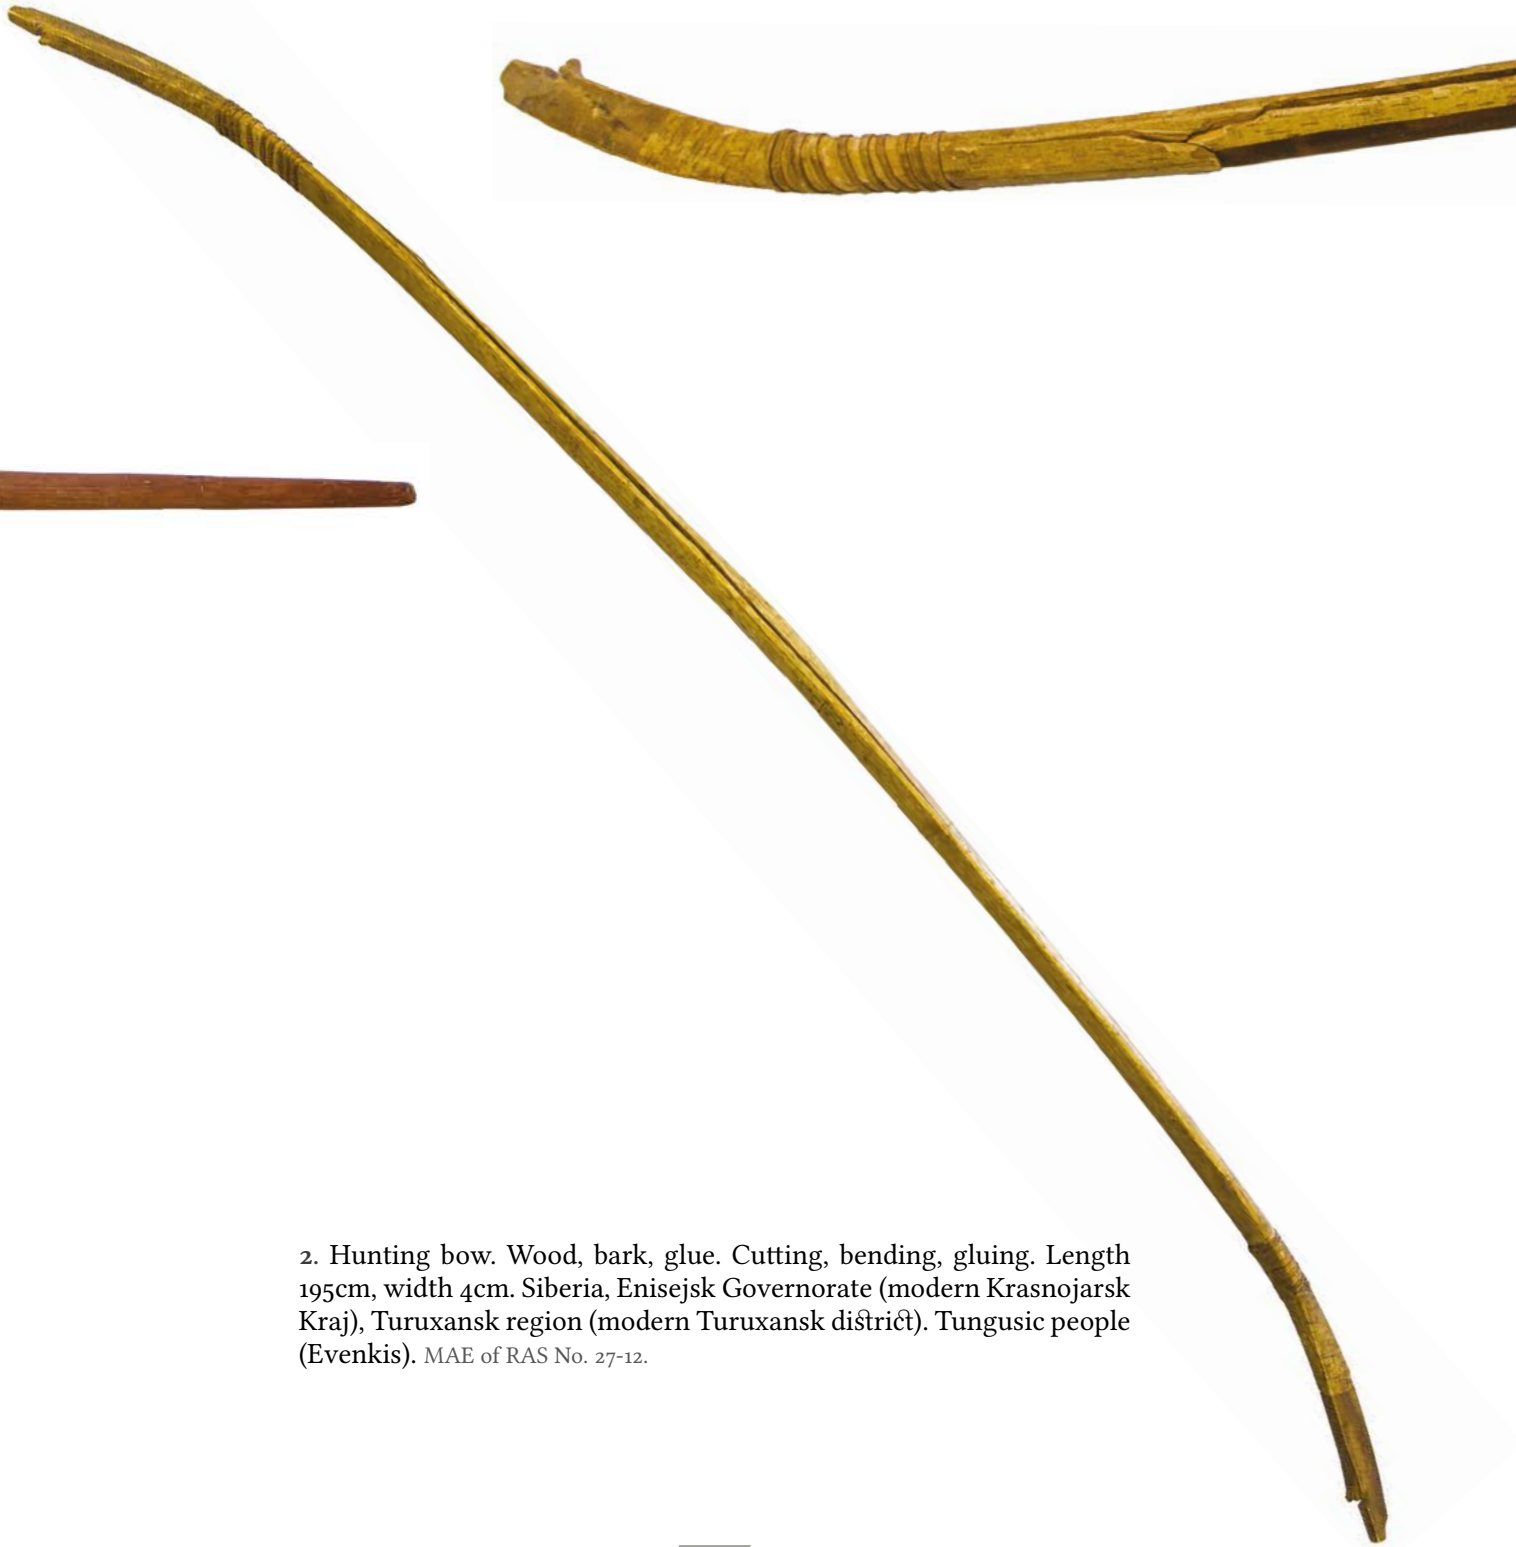 2. Hunting bow. Wood, bark, glue. Cutting, bending, gluing. Length
195cm, width 4cm. Siberia, Enisejsk Governorate (modern Krasnojarsk
Kraj), Turuxansk region (modern Turuxansk district). Tungusic people
(Evenkis). MAE of RAS No. 27-12.